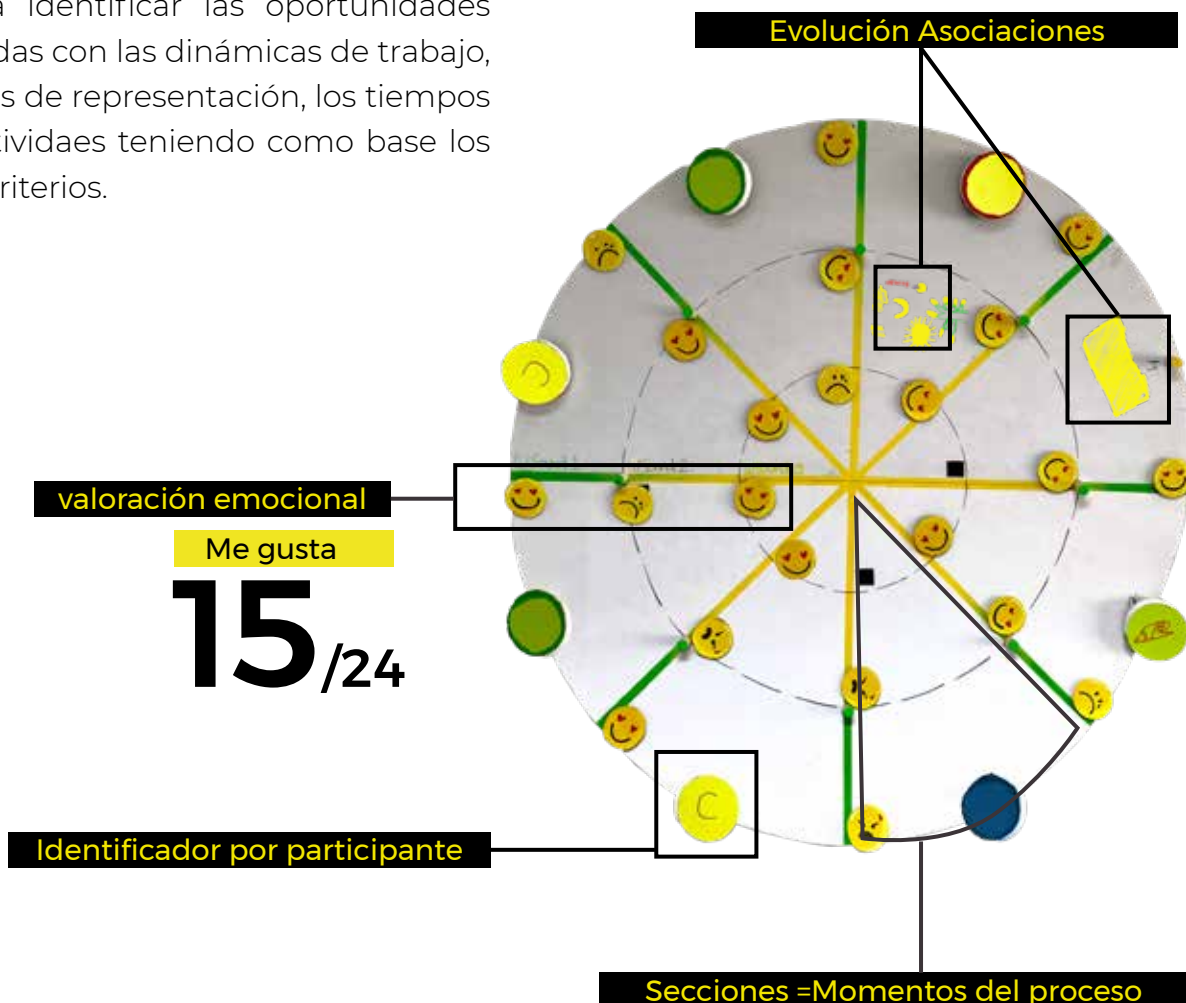 identificar las oportunidades
das con las dinámicas de trabajo,
s de representación, los tiempos
tividaes teniendo como base los
riterios.
Evolución Asociaciones
valoración emocional
Me gusta
15/24
Identificador por participante
Secciones =Momentos del proceso